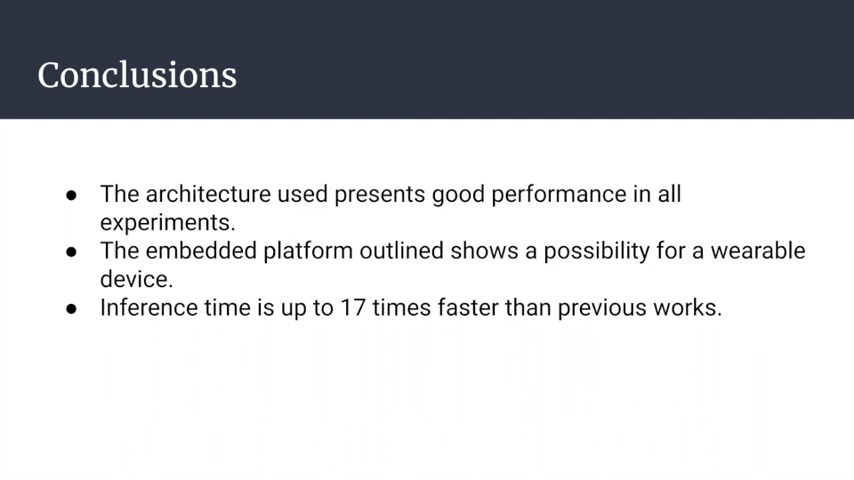 Conclusions
● The architecture used presents good performance in all
experiments.
● The embedded platform outlined shows a possibility for a wearable
device.
● Inference time is up to 17 times faster than previous works.